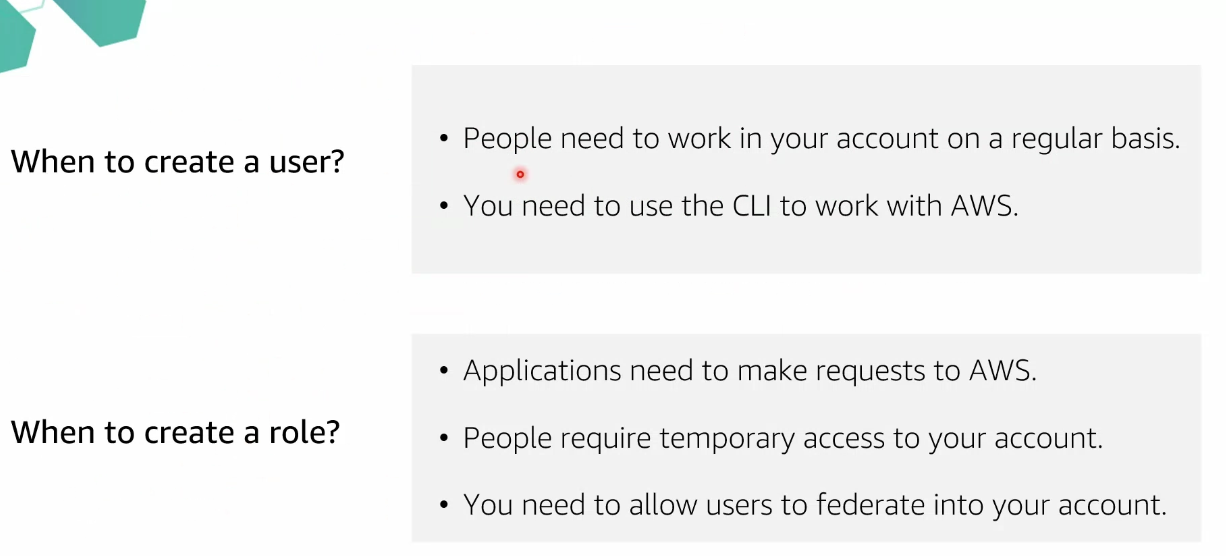 When to create a user?
• People need to work in your account on a regular basis.
• You need to use the CLI to work with AWS.
When to create a role?
• Applications need to make requests to AWS.
• People require temporary access to your account.
• You need to allow users to federate into your account.